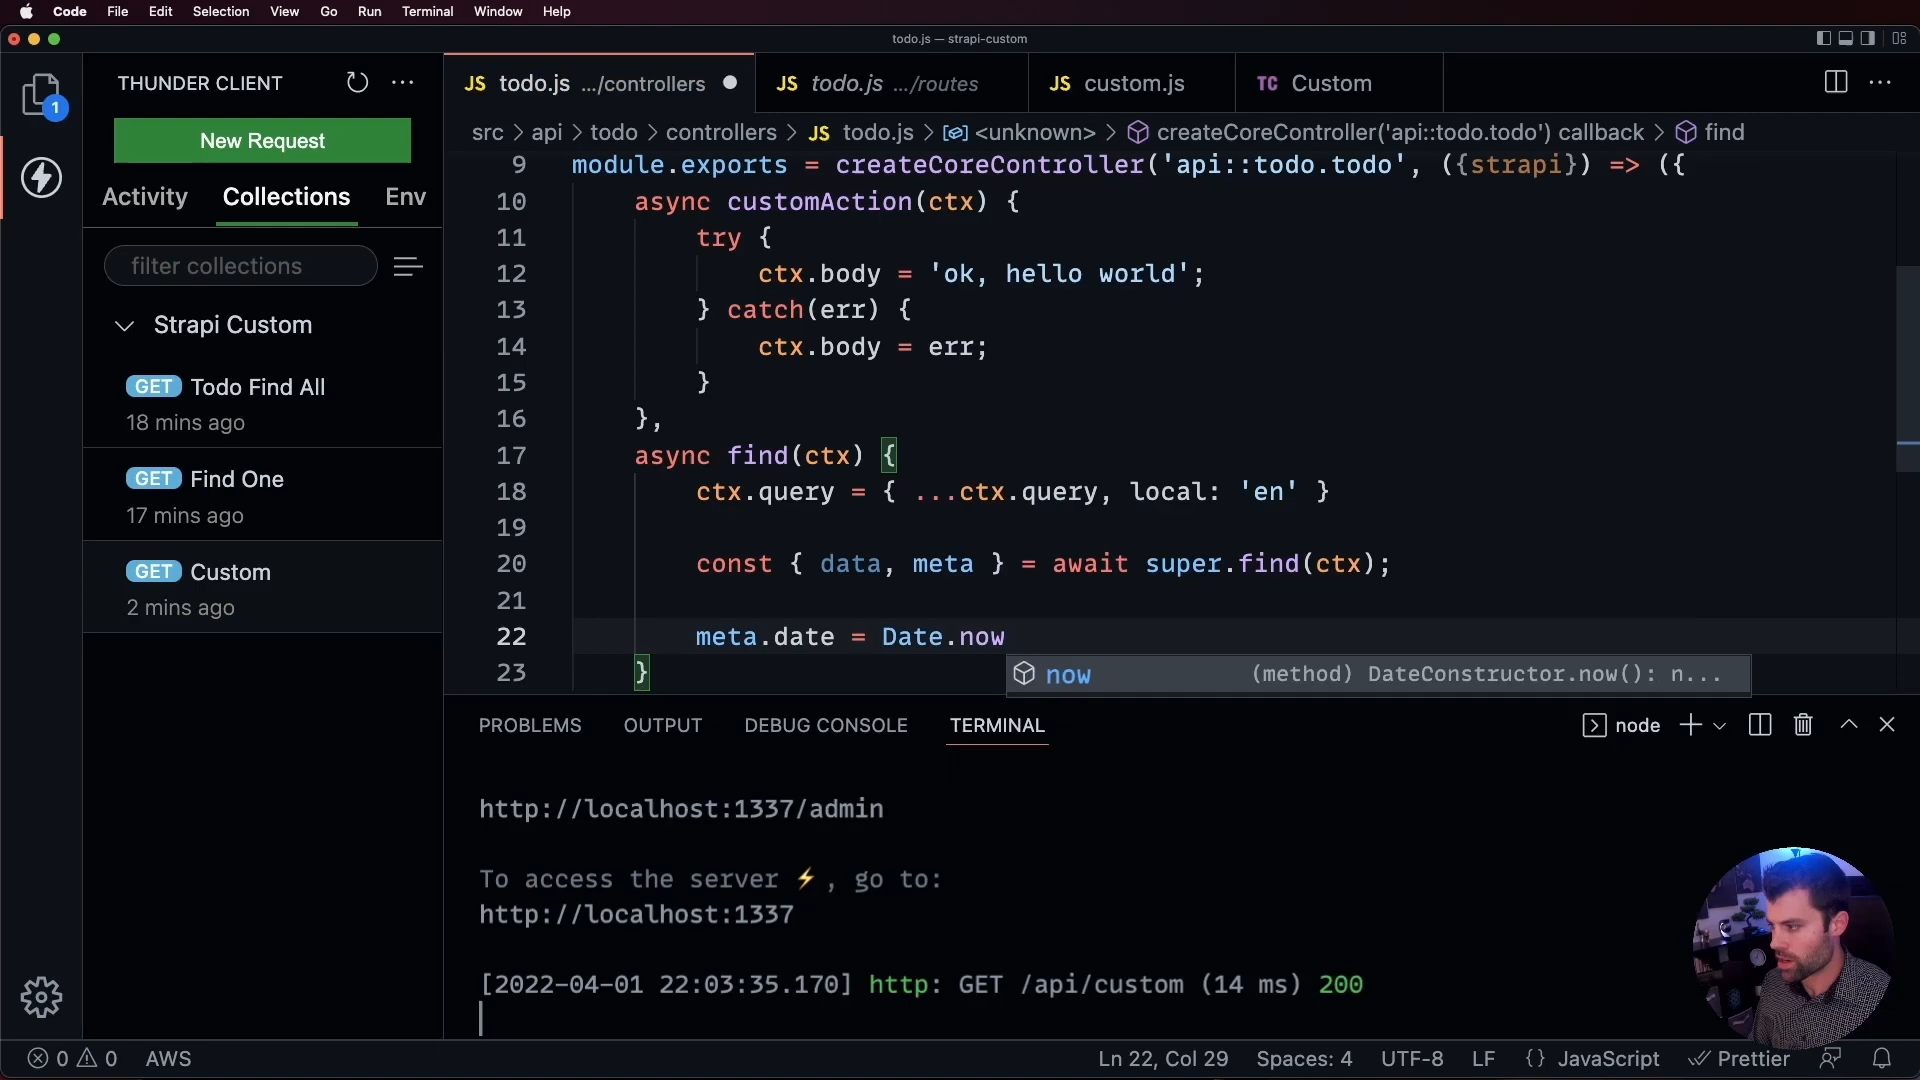 Code File Edit Selection View Go Run Terminal Window Help
todo.js — strapi-custom
THUNDER CLIENT
New Request
Activity Collections Env
filter collections
Strapi Custom
GET Todo Find All
18 mins ago
GET Find One
17 mins ago
GET Custom
2 mins ago
1
JS todo.js .../controllers
JS todo.js .../routes
JS custom.js
TC Custom
src > api > todo > controllers > JS todo.js > <unknown> > createCoreController('api::todo.todo') callback > find
9 module.exports = createCoreController('api::todo.todo', ({strapi}) => ({
10 async customAction(ctx) {
11 try {
12 ctx.body = 'ok, hello world';
13 } catch(err) {
14 ctx.body = err;
15 }
16 },
17 async find(ctx) {
18 ctx.query = { ...ctx.query, local: 'en' }
19
20 const { data, meta } = await super.find(ctx);
21
22 meta.date = Date.now
23 }
now (method) DateConstructor.now(): n...
PROBLEMS OUTPUT DEBUG CONSOLE TERMINAL
node
http://localhost:1337/admin
To access the server ⚡, go to:
http://localhost:1337
[2022-04-01 22:03:35.170] http: GET /api/custom (14 ms) 200
0 0 AWS
Ln 22, Col 29 Spaces: 4 UTF-8 LF {} JavaScript Prettier